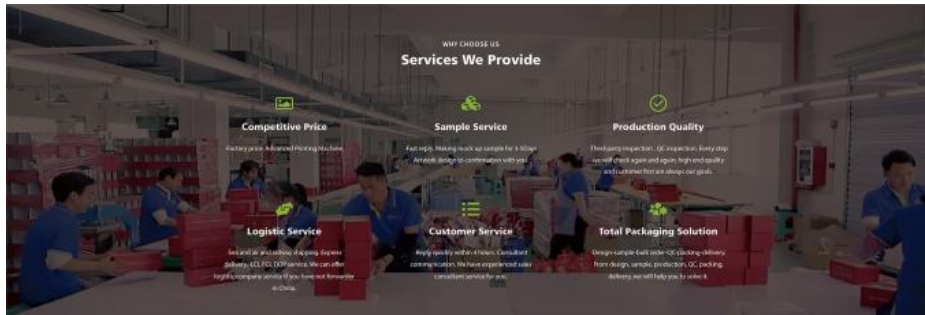 WHY CHOOSE US
Services We Provide
Competitive Price
Factory price. Advanced Printing Machine.
Sample Service
Fast reply. Making mock up sample for 3-5Days
Artwork design to confirmation with you.
Production Quality
Third party inspection. QC inspection. Every step
we will check again and again, high end quality
and customer first are always our goals.
Logistic Service
Sea and air and railway shipping. Express
delivery. LCL FCL DDP service. We can offer
logistic company service if you have not forwarder
in China.
Customer Service
Reply quickly within 4 hours. Consultant
communication. We have experienced sales
consultant service for you.
Total Packaging Solution
Design-sample-bulk order-QC-packing-delivery.
From design, sample, production, QC, packing,
delivery, we will help you to solve it.